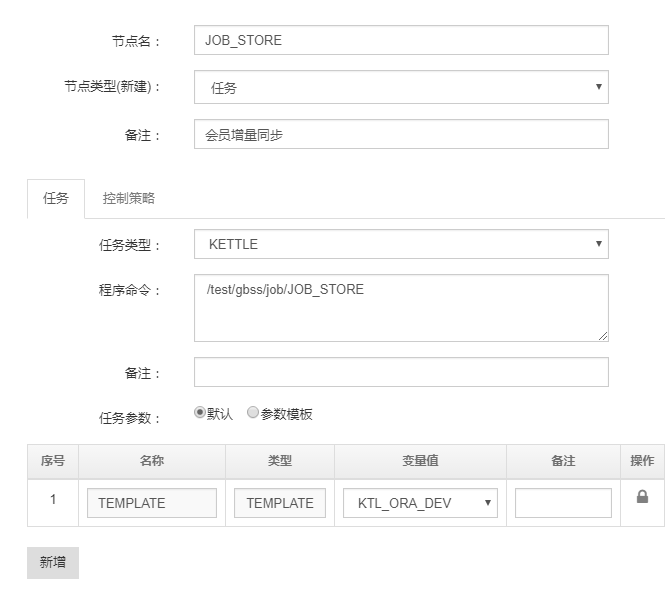 节点名： JOB_STORE
节点类型(新建)： 任务
备注： 会员增量同步
任务 控制策略
任务类型： KETTLE
程序命令： /test/gbss/job/JOB_STORE
备注：
任务参数： 默认 参数模板
序号 名称 类型 变量值 备注 操作
1 TEMPLATE TEMPLATE KTL_ORA_DEV
新增